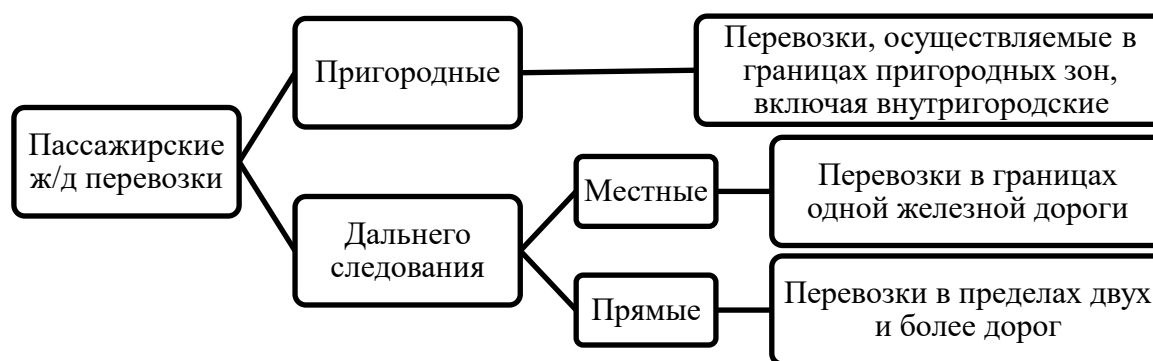 Пассажирские
ж/д перевозки
Пригородные
Перевозки, осуществляемые в
границах пригородных зон,
включая внутригородские
Дальнего
следования
Местные
Перевозки в границах
одной железной дороги
Прямые
Перевозки в пределах двух
и более дорог